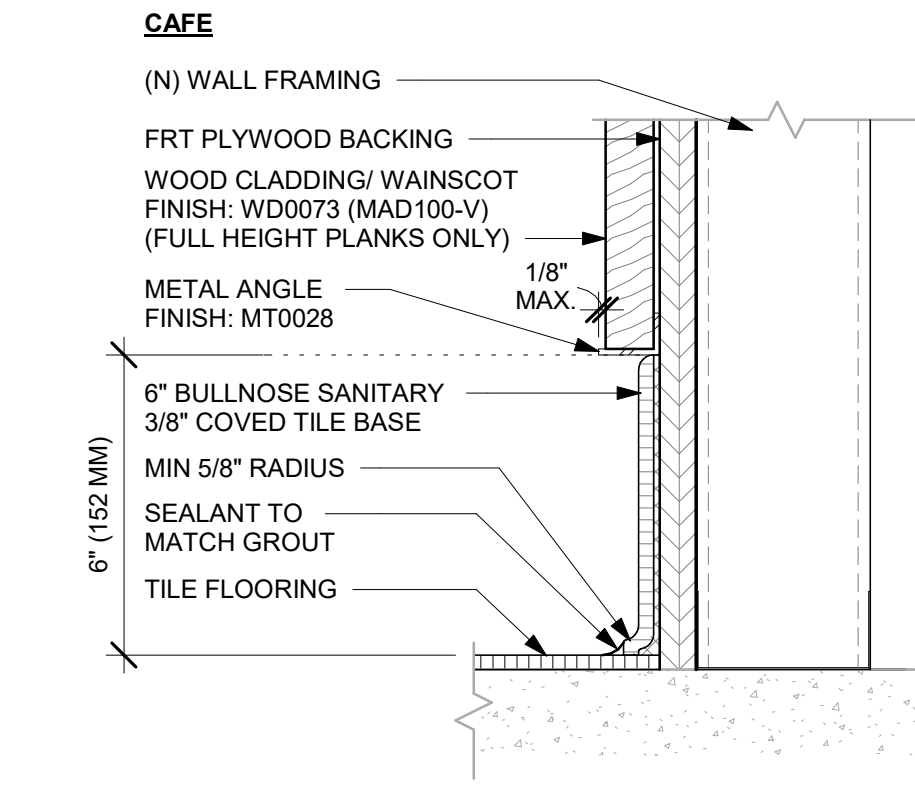 CAFE
(N) WALL FRAMING
FRT PLYWOOD BACKING
WOOD CLADDING/ WAINSCOT
FINISH: WD0073 (MAD100-V)
(FULL HEIGHT PLANKS ONLY)
1/8"
MAX.
METAL ANGLE
FINISH: MT0028
6" BULLNOSE SANITARY
3/8" COVED TILE BASE
MIN 5/8" RADIUS
SEALANT TO
MATCH GROUT
TILE FLOORING
6" (152 MM)